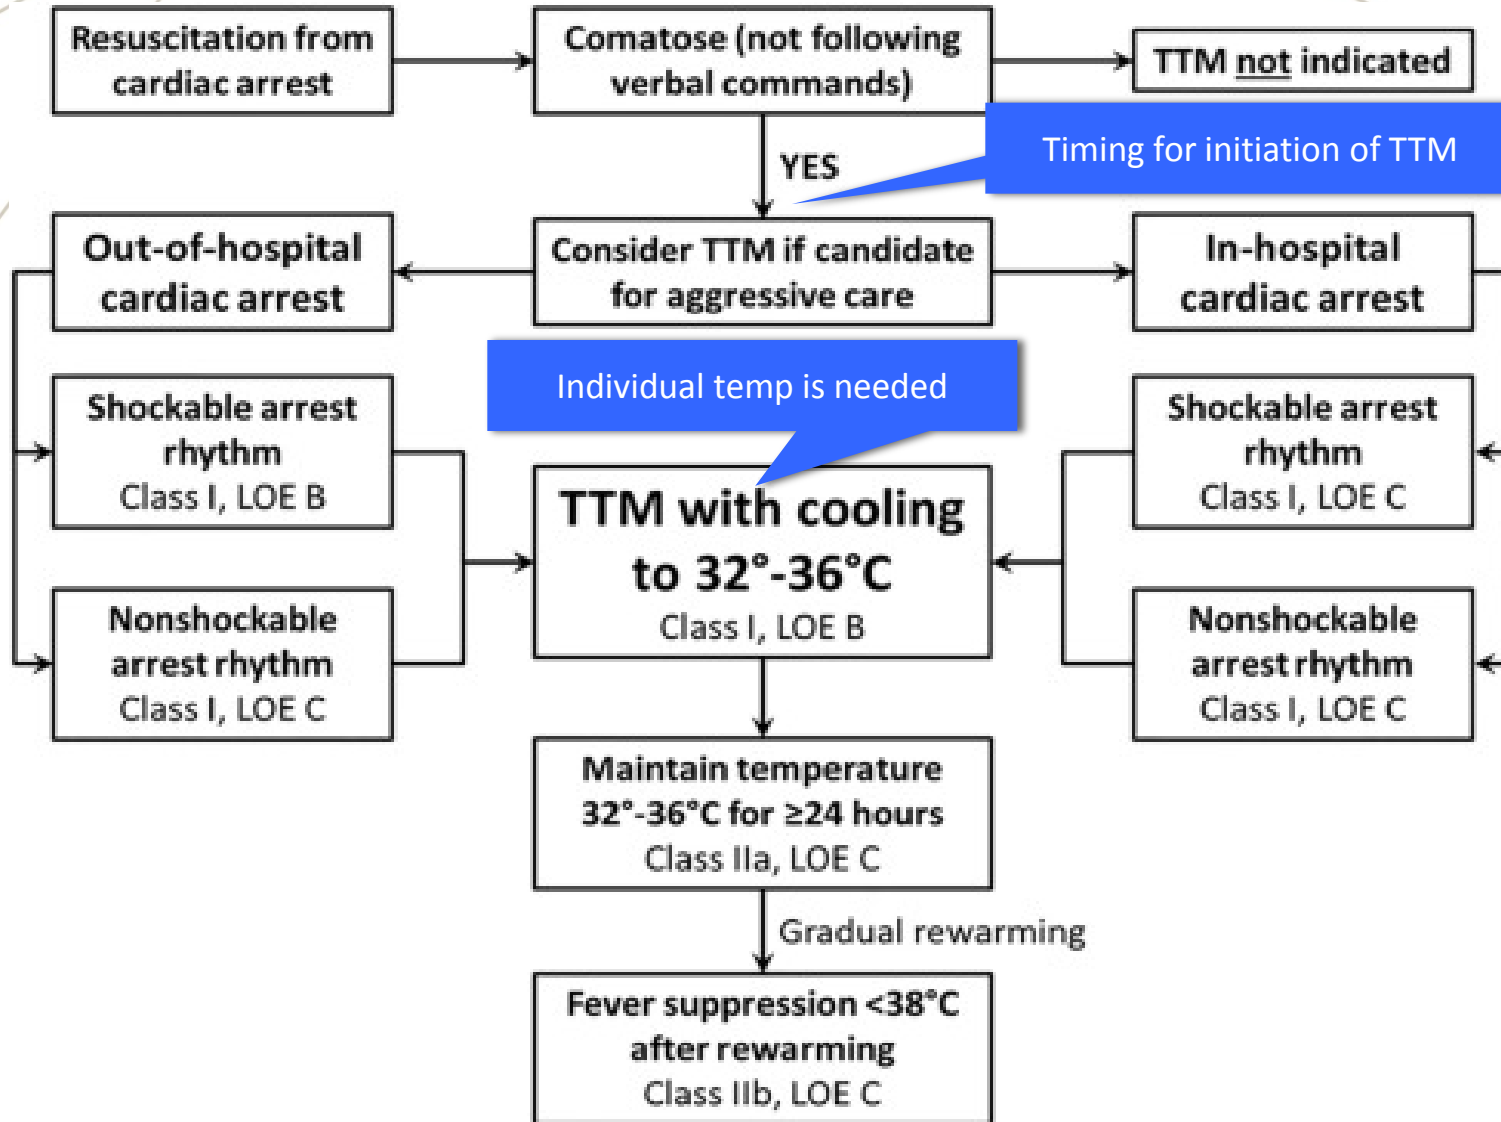 Resuscitation from
cardiac arrest
Comatose (not following
verbal commands)
TTM not indicated
Timing for initiation of TTM
YES
Out-of-hospital
cardiac arrest
Consider TTM if candidate
for aggressive care
In-hospital
cardiac arrest
Individual temp is needed
Shockable arrest
rhythm
Class I, LOE B
Shockable arrest
rhythm
Class I, LOE C
TTM with cooling
to 32°-36°C
Class I, LOE B
Nonshockable
arrest rhythm
Class I, LOE C
Nonshockable
arrest rhythm
Class I, LOE C
Maintain temperature
32°-36°C for ≥24 hours
Class IIa, LOE C
Gradual rewarming
Fever suppression <38°C
after rewarming
Class IIb, LOE C